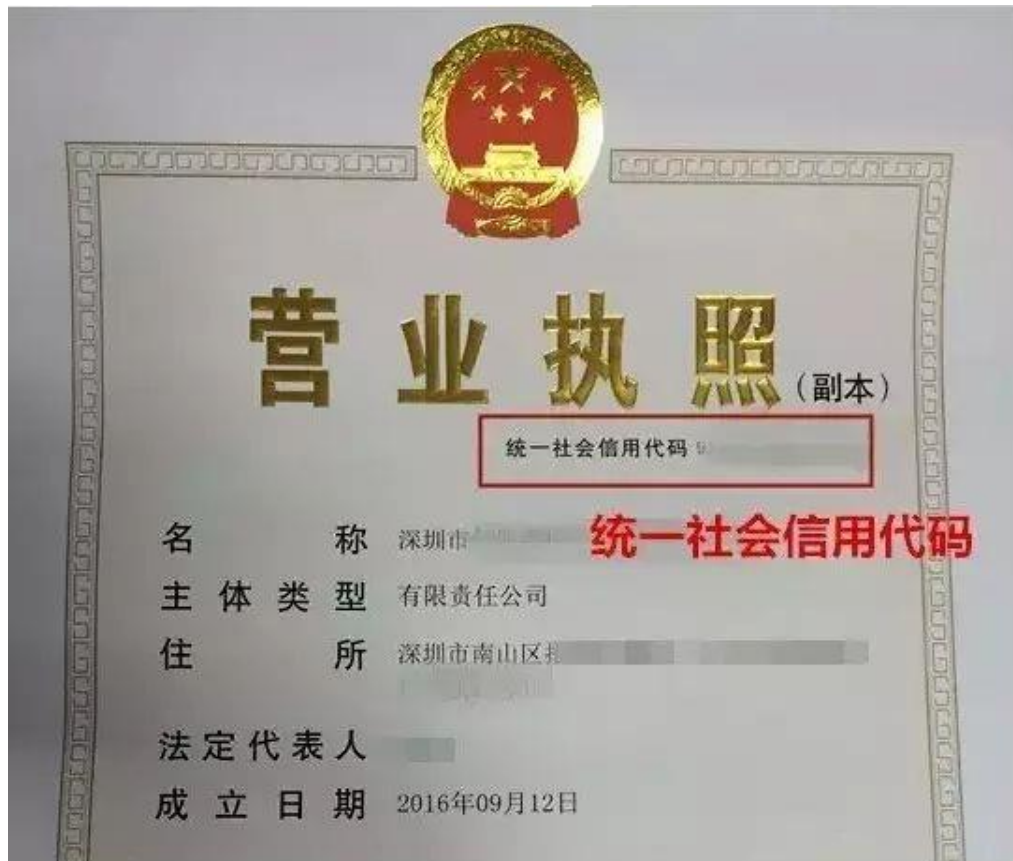 营业执照
（副本）
统一社会信用代码 9
统一社会信用代码
名称 深圳市
主体类型 有限责任公司
住所 深圳市南山区
法定代表人
成立日期 2016年09月12日